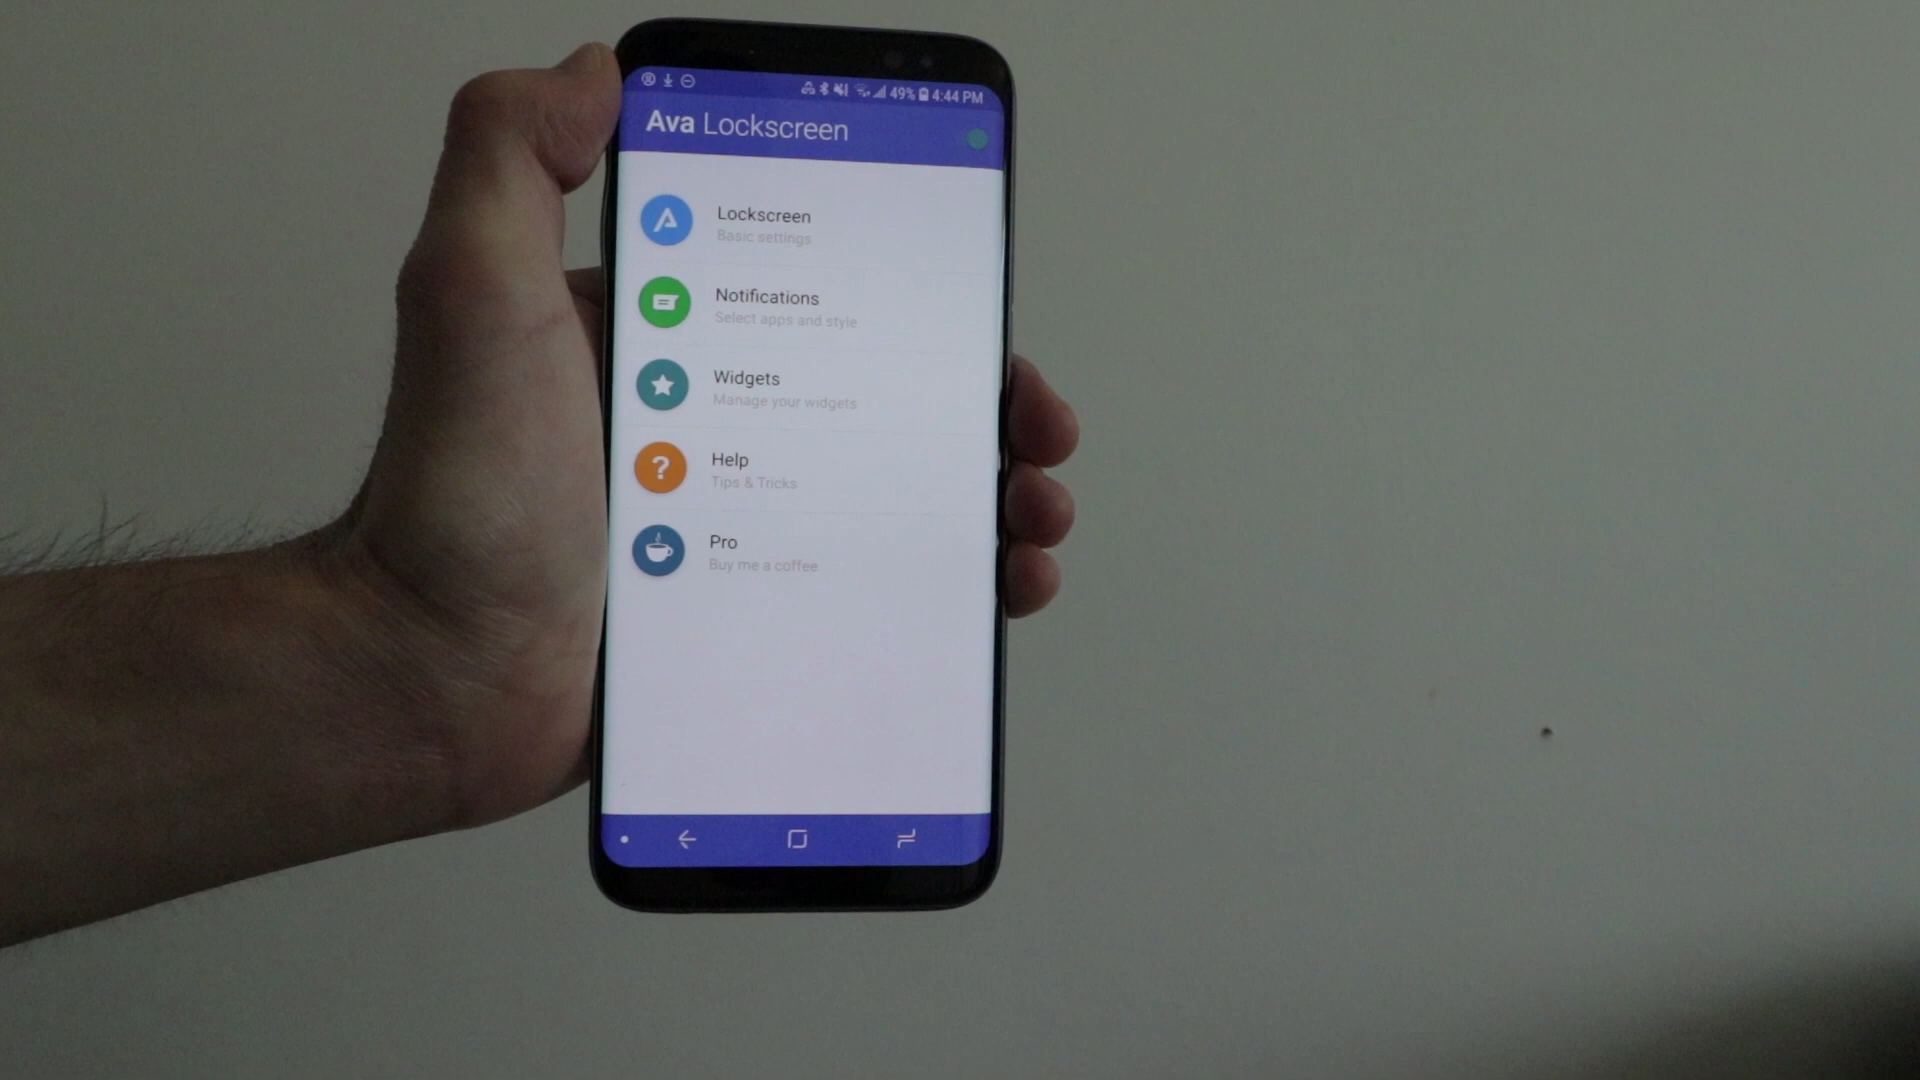 49% 4:44 PM
Ava Lockscreen
Lockscreen
Basic settings
Notifications
Select apps and style
Widgets
Manage your widgets
? Help
Tips & Tricks
Pro
Buy me a coffee